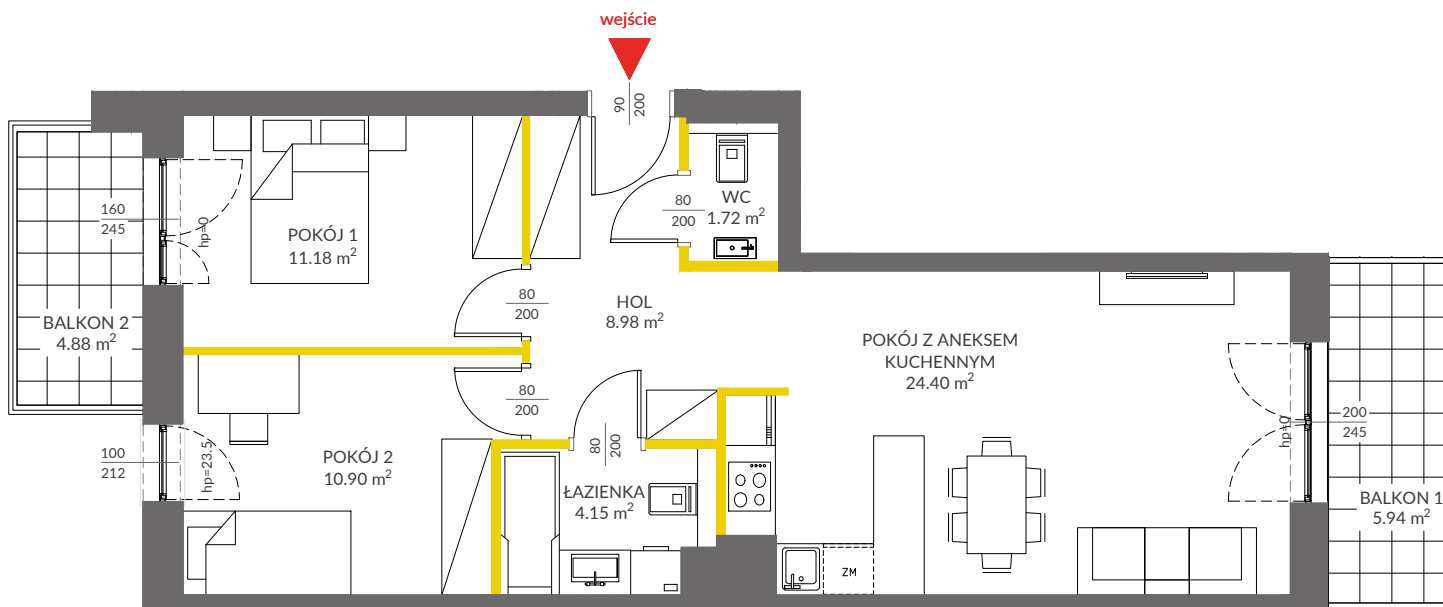 wejście
90
200
WC
1.72 m²
80
200
160
245
hp=0
POKÓJ 1
11.18 m²
80
200
HOL
8.98 m²
BALKON 2
4.88 m²
POKÓJ Z ANEKSEM
KUCHENNYM
24.40 m²
80
200
200
245
hp=0
100
212
hp=23.5
POKÓJ 2
10.90 m²
80
200
ŁAZIENKA
4.15 m²
BALKON 1
5.94 m²
ZM